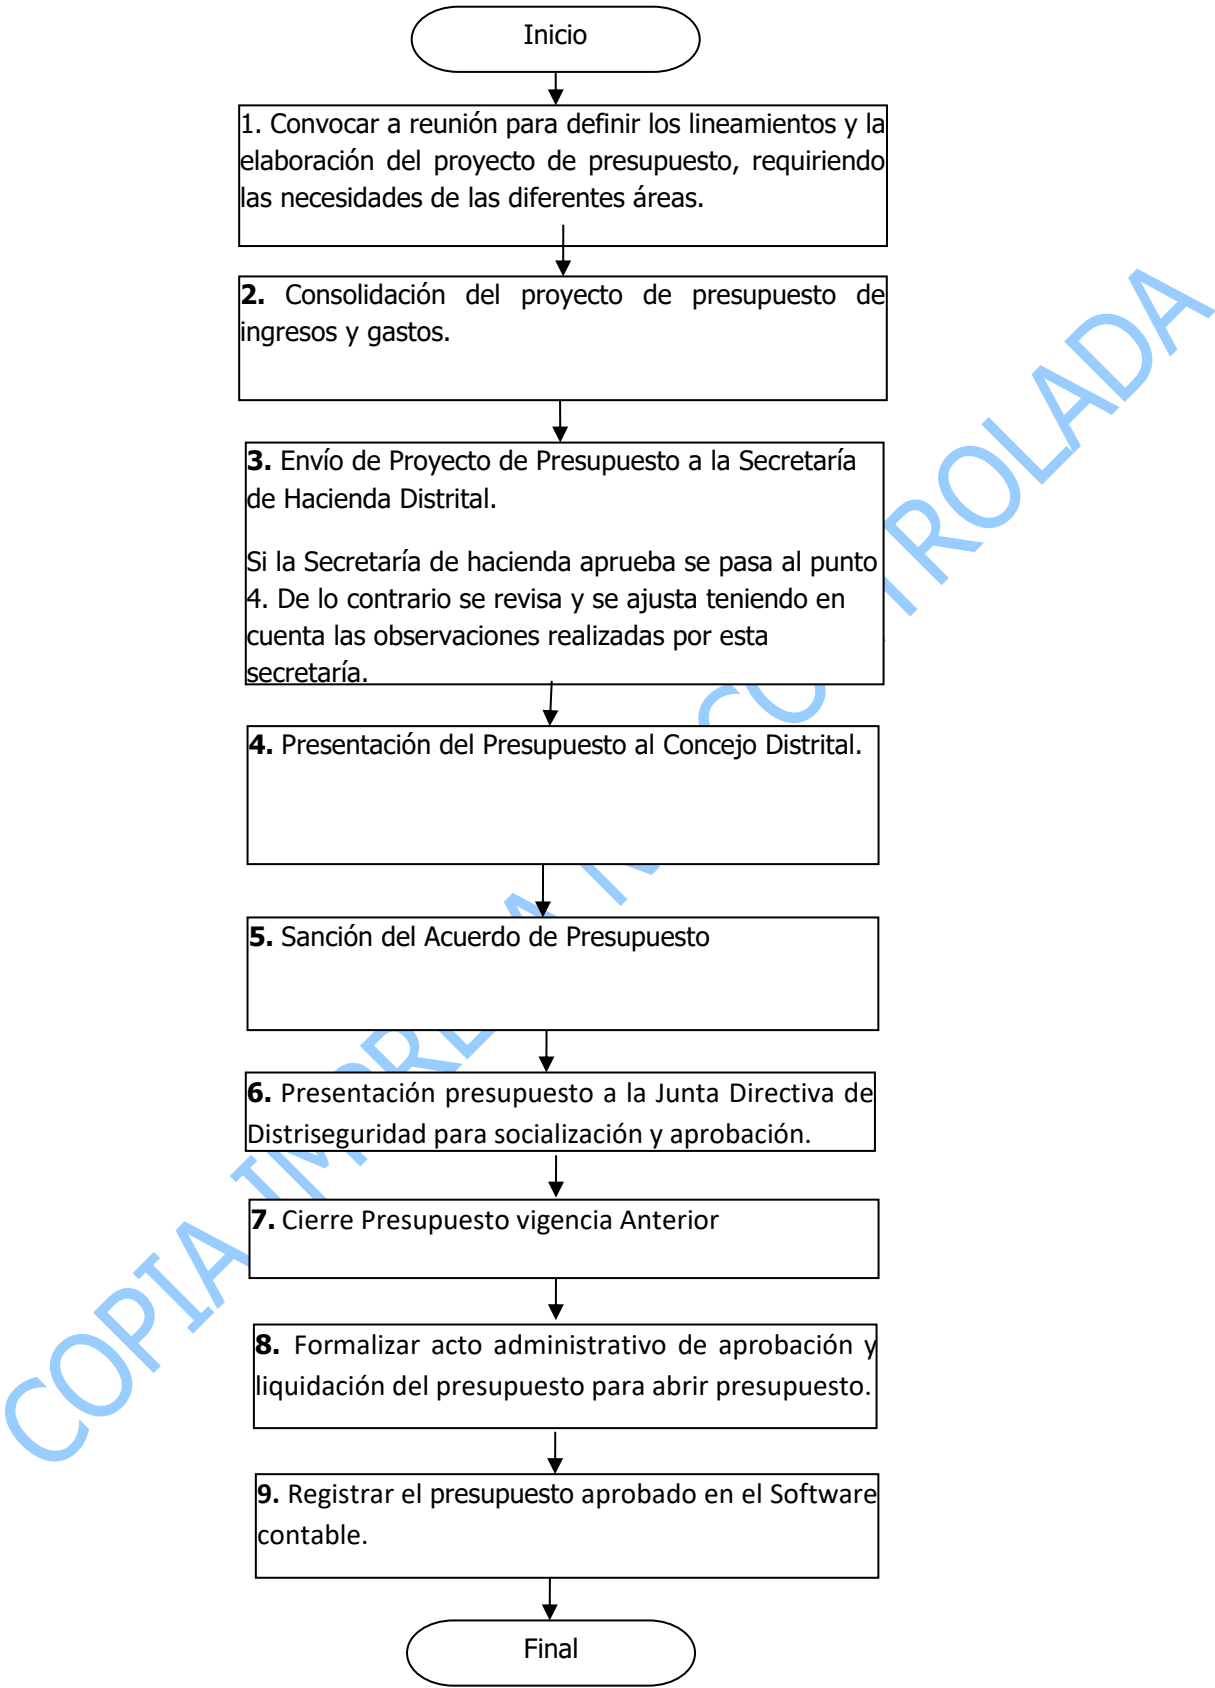 Inicio
1. Convocar a reunión para definir los lineamientos y la
elaboración del proyecto de presupuesto, requiriendo
las necesidades de las diferentes áreas.
2. Consolidación del proyecto de presupuesto de
ingresos y gastos.
3. Envío de Proyecto de Presupuesto a la Secretaría
de Hacienda Distrital.
Si la Secretaría de hacienda aprueba se pasa al punto
4. De lo contrario se revisa y se ajusta teniendo en
cuenta las observaciones realizadas por esta
secretaría.
4. Presentación del Presupuesto al Concejo Distrital.
5. Sanción del Acuerdo de Presupuesto
6. Presentación presupuesto a la Junta Directiva de
Distriseguridad para socialización y aprobación.
7. Cierre Presupuesto vigencia Anterior
8. Formalizar acto administrativo de aprobación y
liquidación del presupuesto para abrir presupuesto.
9. Registrar el presupuesto aprobado en el Software
contable.
Final
COPIA